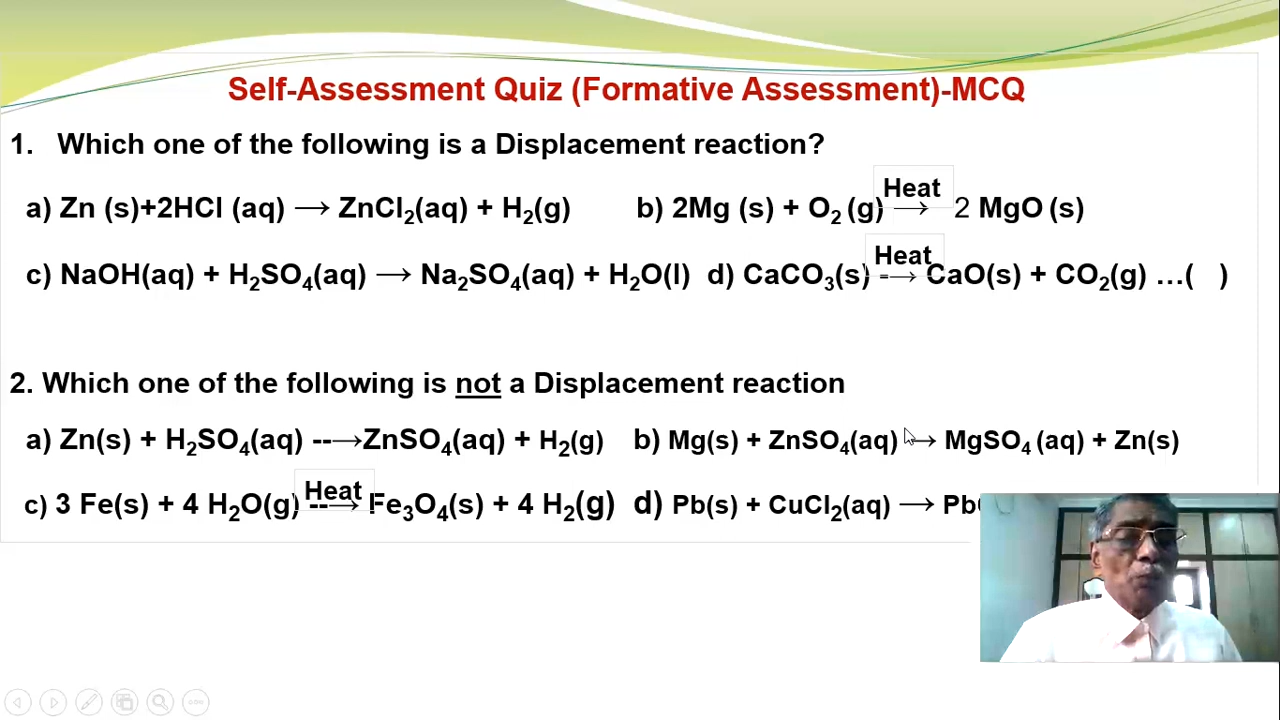 Self-Assessment Quiz (Formative Assessment)-MCQ
1. Which one of the following is a Displacement reaction?
a) Zn (s)+2HCl (aq) → ZnCl₂(aq) + H₂(g) b) 2Mg (s) + O₂ (g) Heat → 2 MgO (s)
c) NaOH(aq) + H₂SO₄(aq) → Na₂SO₄(aq) + H₂O(l) d) CaCO₃(s) Heat → CaO(s) + CO₂(g) …( )
2. Which one of the following is not a Displacement reaction
a) Zn(s) + H₂SO₄(aq) --→ZnSO₄(aq) + H₂(g) b) Mg(s) + ZnSO₄(aq) → MgSO₄ (aq) + Zn(s)
c) 3 Fe(s) + 4 H₂O(g) Heat --→ Fe₃O₄(s) + 4 H₂(g) d) Pb(s) + CuCl₂(aq) →